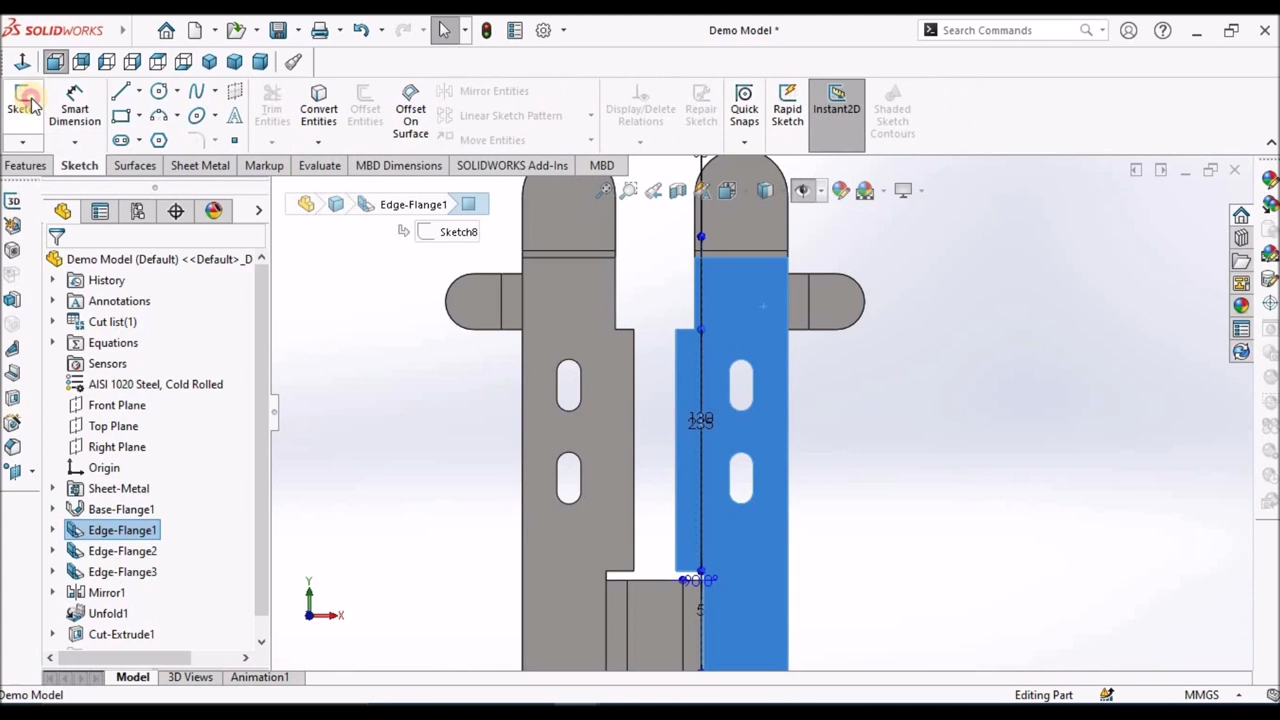 SOLIDWORKS
Demo Model *
Search Commands
Smart Dimension
Trim Entities
Convert Entities
Offset Entities
Offset On Surface
Mirror Entities
Linear Sketch Pattern
Move Entities
Display/Delete Relations
Repair Sketch
Quick Snaps
Rapid Sketch
Instant2D
Shaded Sketch Contours
Features
Sketch
Surfaces
Sheet Metal
Markup
Evaluate
MBD Dimensions
SOLIDWORKS Add-Ins
MBD
Edge-Flange1
Sketch8
Demo Model (Default) <<Default>_D
History
Annotations
Cut list(1)
Equations
Sensors
AISI 1020 Steel, Cold Rolled
Front Plane
Top Plane
Right Plane
Origin
Sheet-Metal
Base-Flange1
Edge-Flange1
Edge-Flange2
Edge-Flange3
Mirror1
Unfold1
Cut-Extrude1
5
Y
X
Model
3D Views
Animation1
Demo Model
Editing Part
MMGS